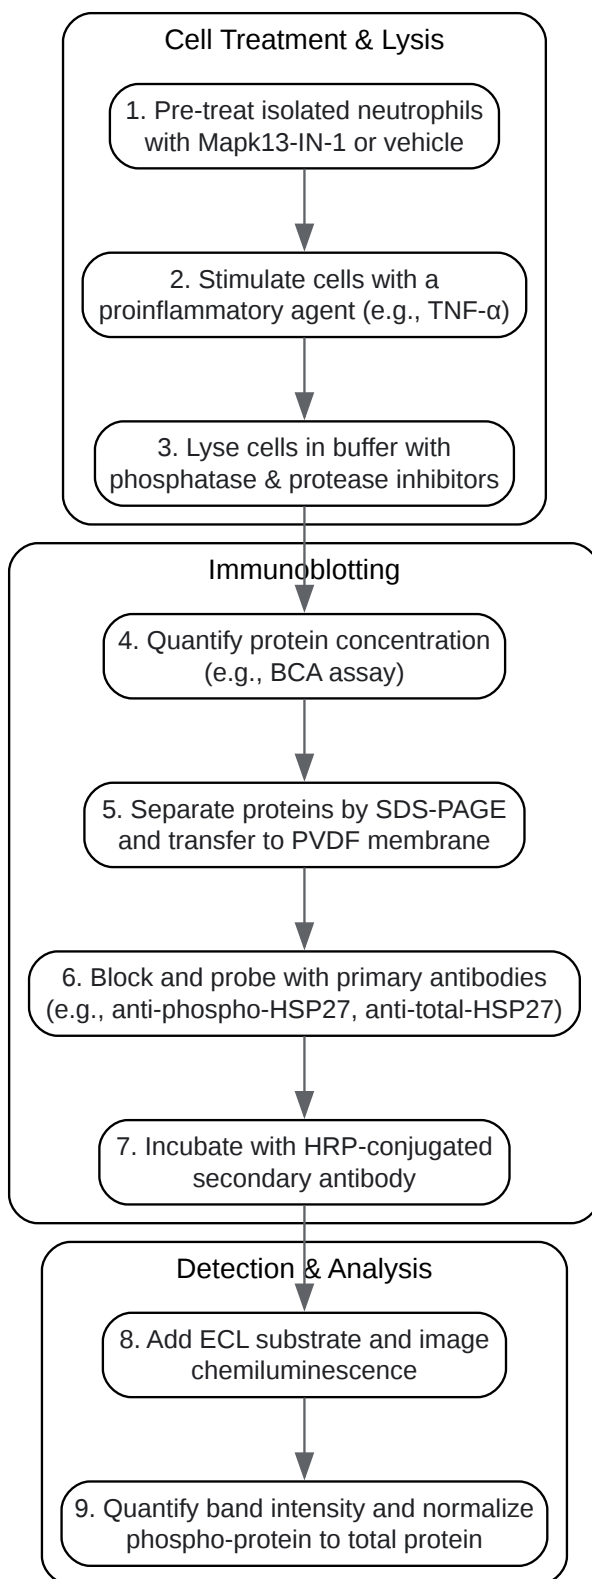 Cell Treatment & Lysis
1. Pre-treat isolated neutrophils
with Mapk13-IN-1 or vehicle
2. Stimulate cells with a
proinflammatory agent (e.g., TNF-α)
3. Lyse cells in buffer with
phosphatase & protease inhibitors
Immunoblotting
4. Quantify protein concentration
(e.g., BCA assay)
5. Separate proteins by SDS-PAGE
and transfer to PVDF membrane
6. Block and probe with primary antibodies
(e.g., anti-phospho-HSP27, anti-total-HSP27)
7. Incubate with HRP-conjugated
secondary antibody
Detection & Analysis
8. Add ECL substrate and image
chemiluminescence
9. Quantify band intensity and normalize
phospho-protein to total protein